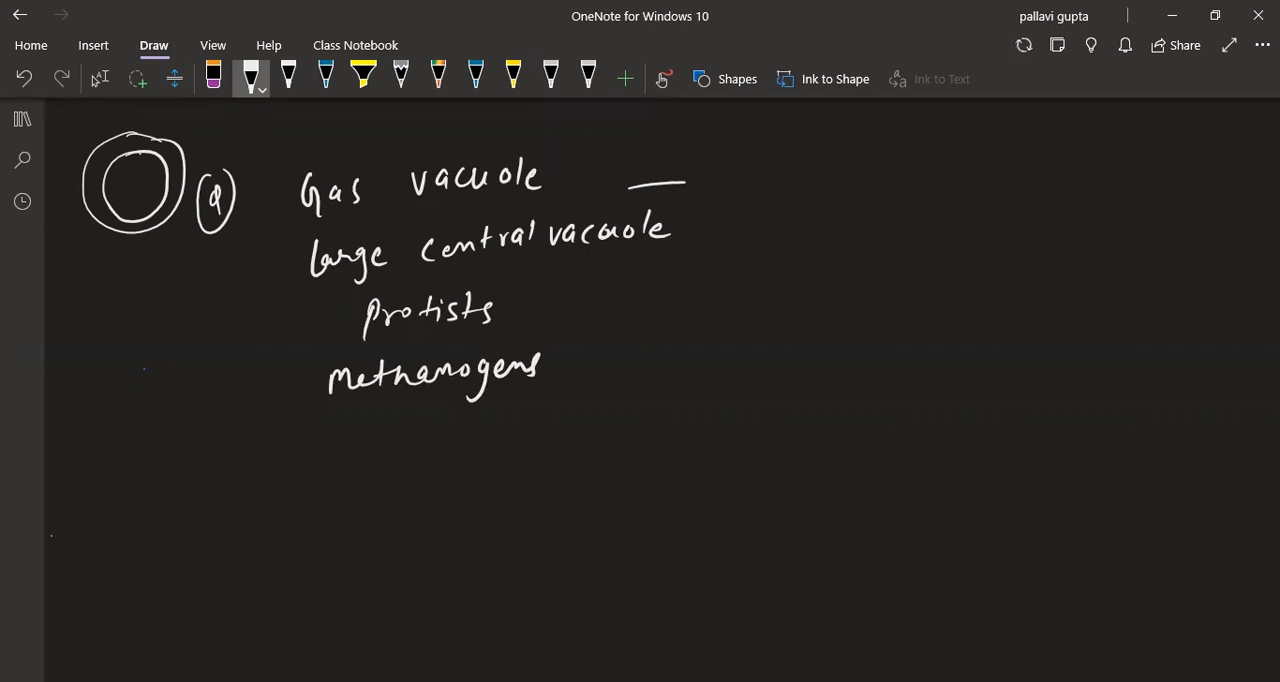 OneNote for Windows 10
pallavi gupta
Home Insert Draw View Help Class Notebook
Share
Shapes Ink to Shape Ink to Text
Gas vacuole
large central vacuole
protists
Methanogens